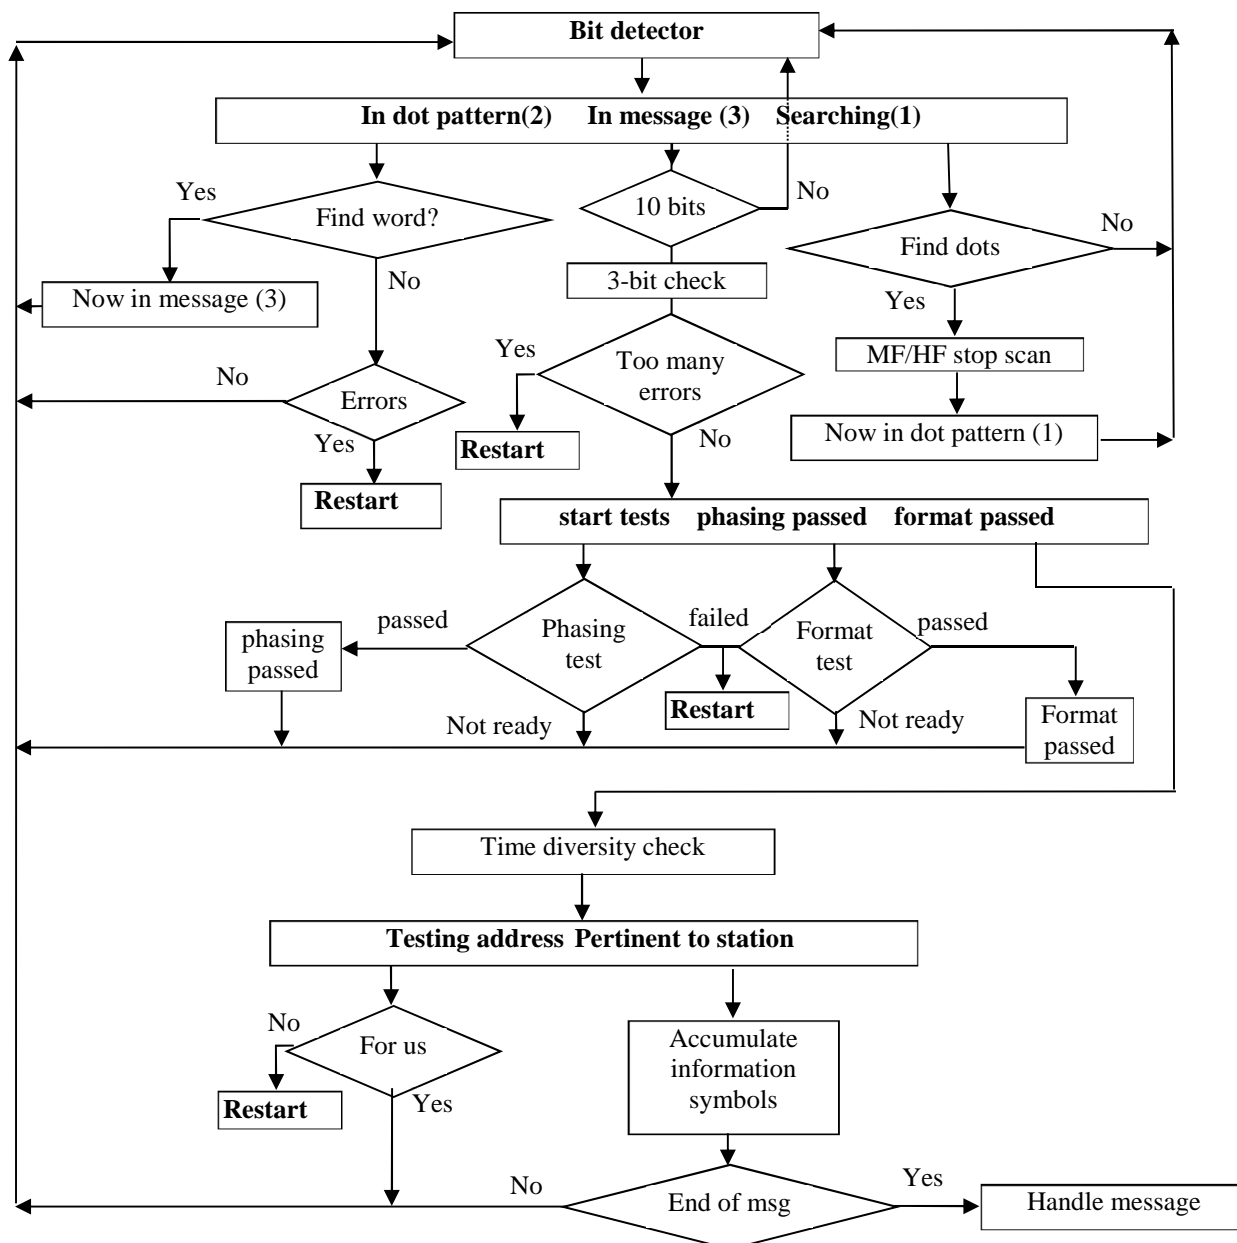 Bit detector
In dot pattern(2) In message (3) Searching(1)
Yes
Find word?
10 bits
No
Find dots
No
No
3-bit check
Now in message (3)
Yes
Yes
Too many
errors
MF/HF stop scan
No
Errors
Yes
Restart
No
Now in dot pattern (1)
Restart
start tests phasing passed format passed
passed
Phasing
test
failed
Format
test
passed
phasing
passed
Restart
Not ready
Not ready
Format
passed
Time diversity check
Testing address Pertinent to station
No
For us
Accumulate
information
symbols
Restart
Yes
No
End of msg
Yes
Handle message